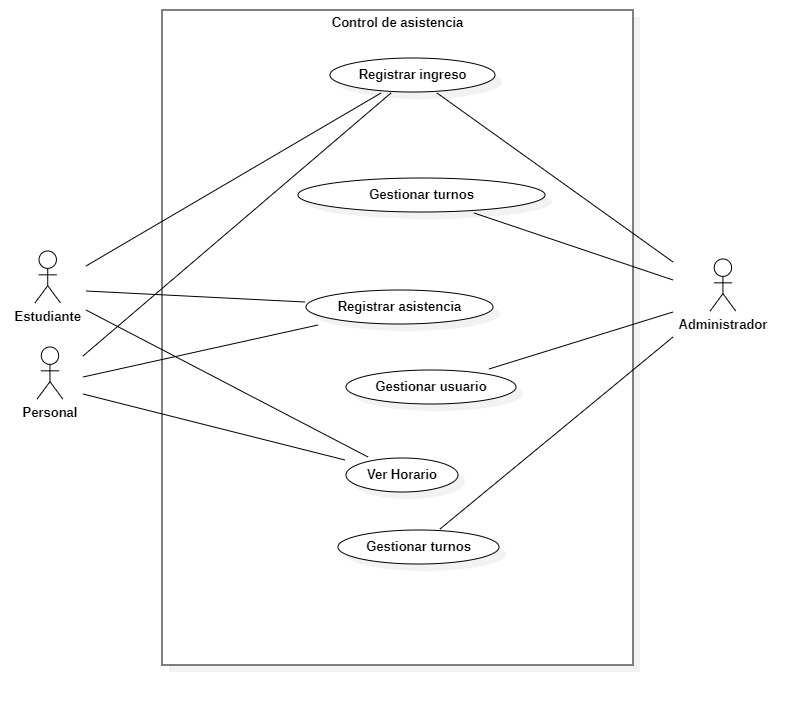 Control de asistencia
Registrar ingreso
Gestionar turnos
Estudiante
Registrar asistencia
Administrador
Gestionar usuario
Personal
Ver Horario
Gestionar turnos